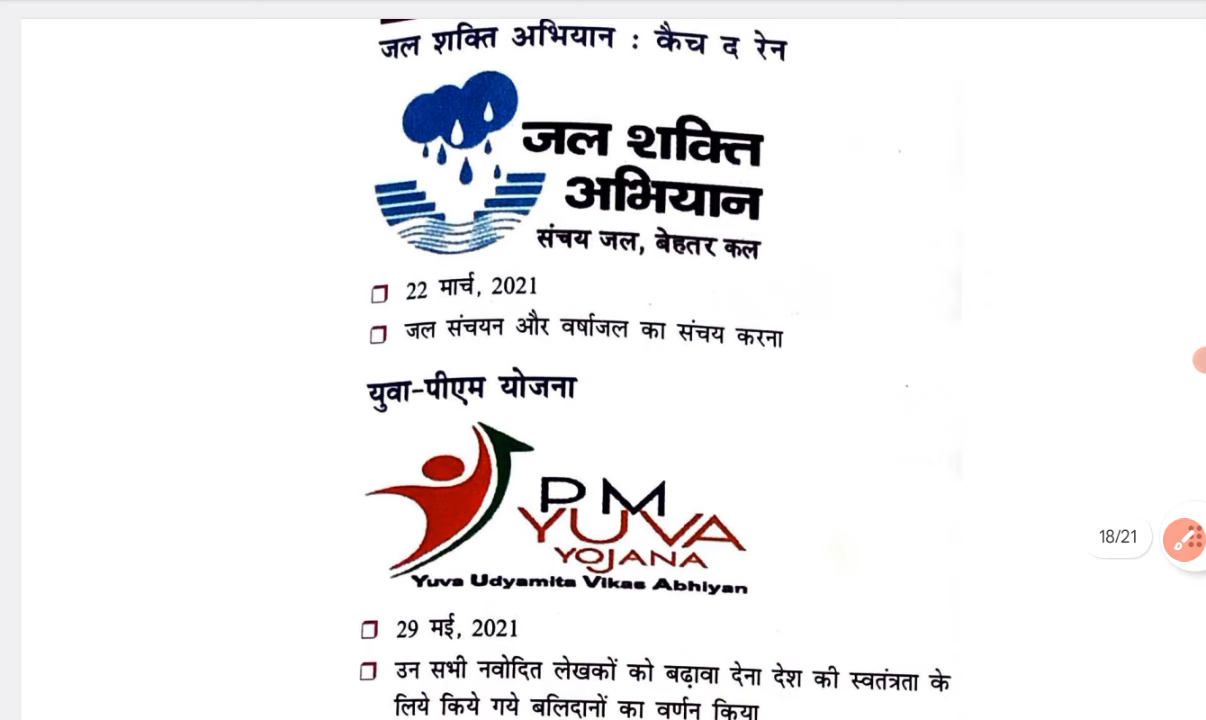 जल शक्ति अभियान : कैच द रेन
जल शक्ति
अभियान
संचय जल, बेहतर कल
22 मार्च, 2021
जल संचयन और वर्षाजल का संचय करना
युवा-पीएम योजना
PM
YUVA
YOJANA
Yuva Udyamita Vikas Abhiyan
29 मई, 2021
उन सभी नवोदित लेखकों को बढ़ावा देना देश की स्वतंत्रता के
लिये किये गये बलिदानों का वर्णन किया
18/21